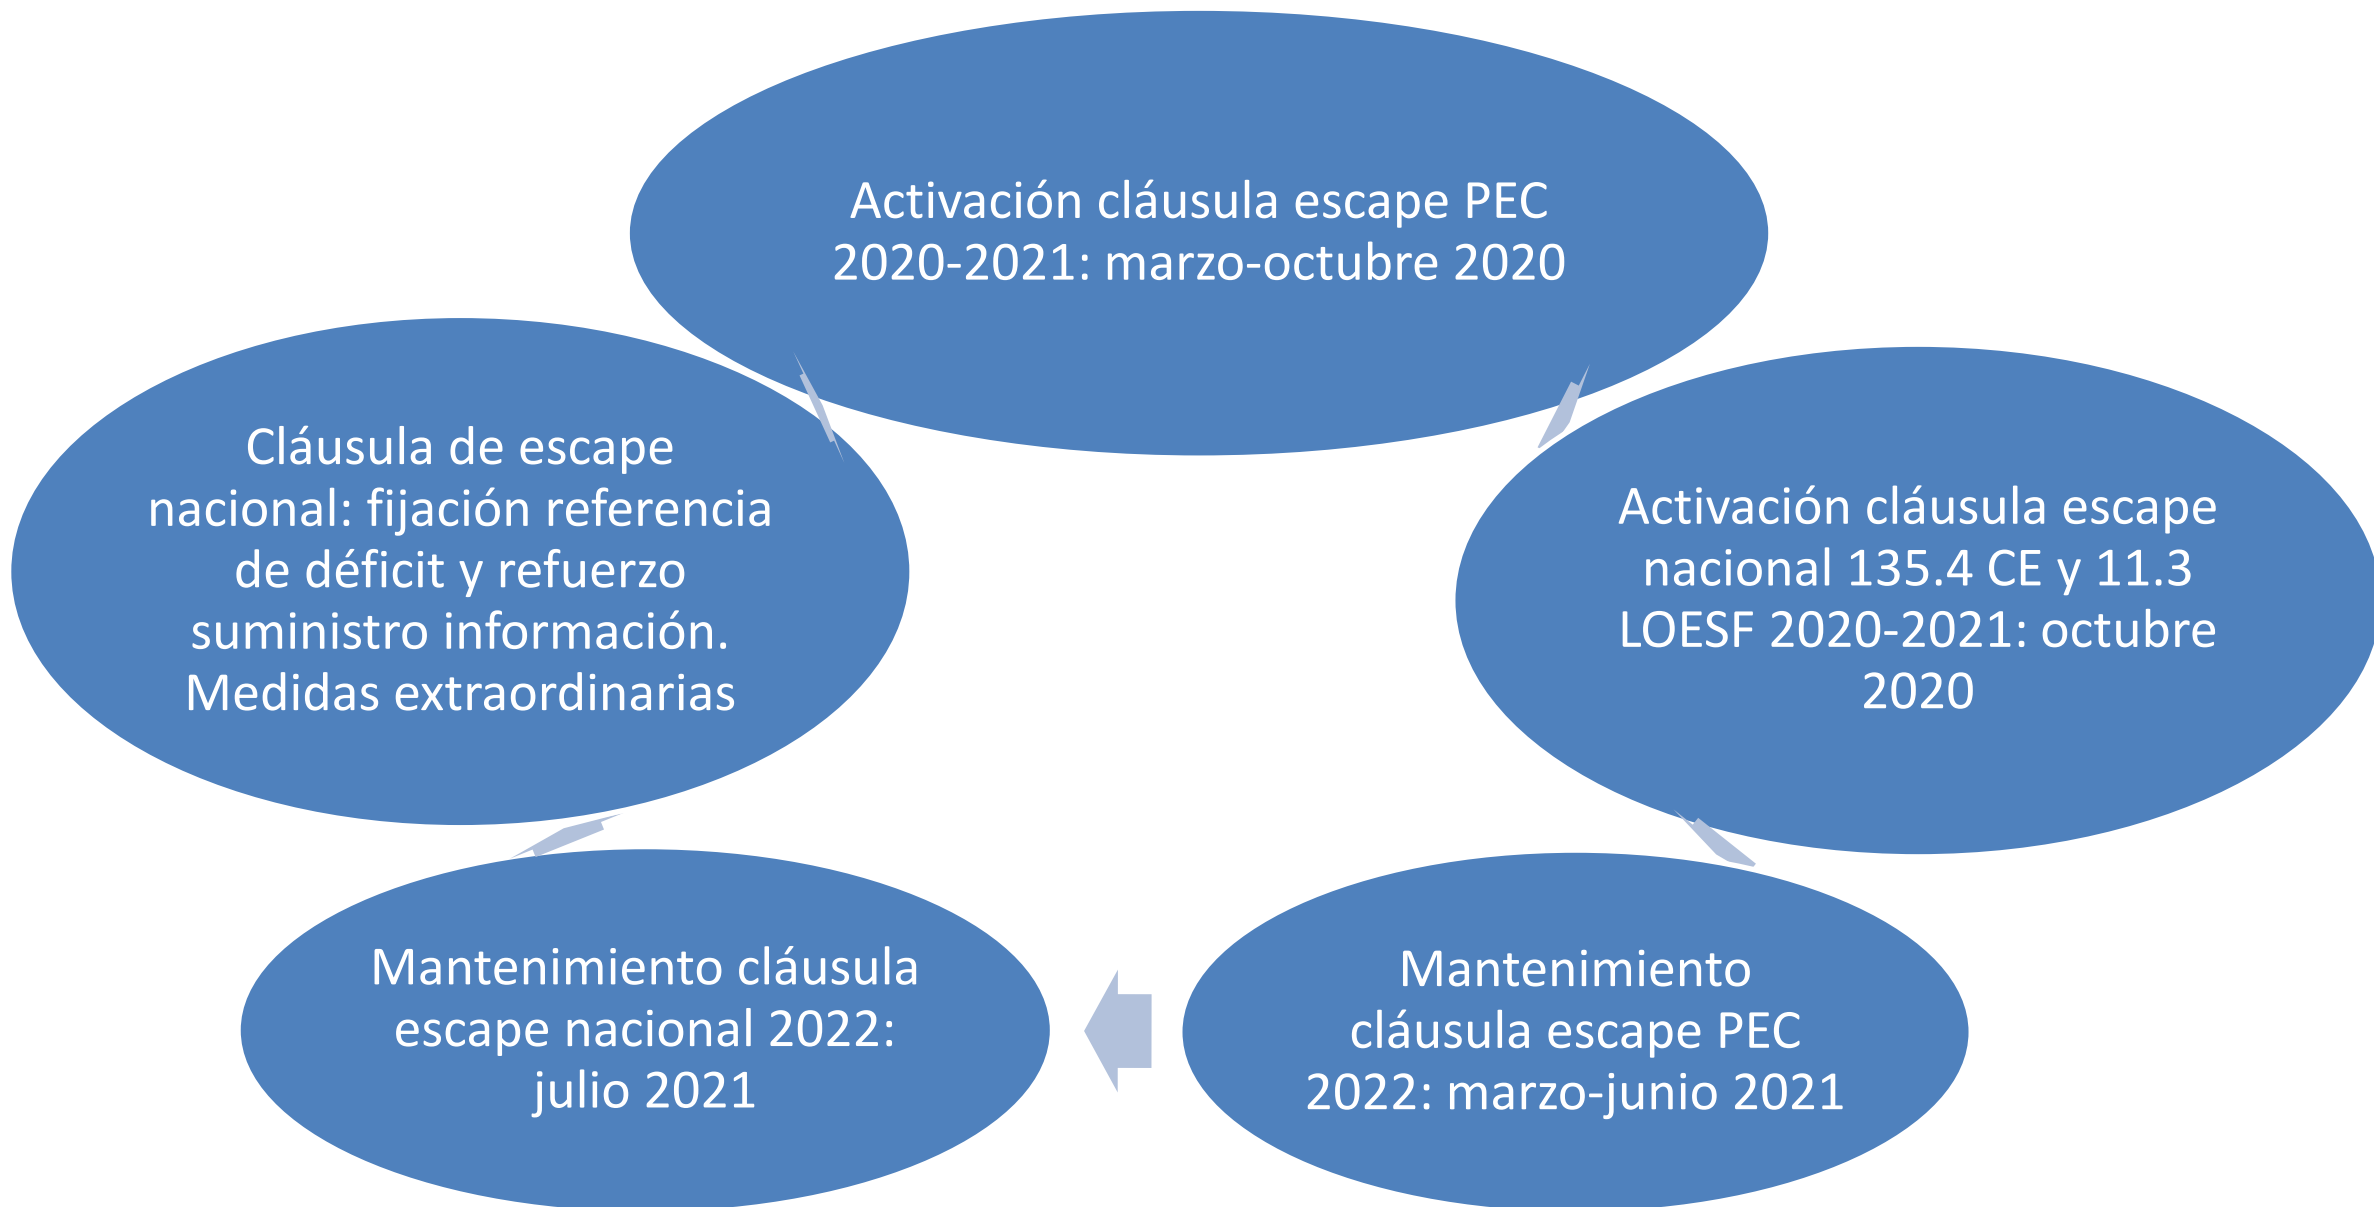 Activación cláusula escape PEC
2020-2021: marzo-octubre 2020
Activación cláusula escape
nacional 135.4 CE y 11.3
LOESF 2020-2021: octubre
2020
Mantenimiento
cláusula escape PEC
2022: marzo-junio 2021
Mantenimiento cláusula
escape nacional 2022:
julio 2021
Cláusula de escape
nacional: fijación referencia
de déficit y refuerzo
suministro información.
Medidas extraordinarias